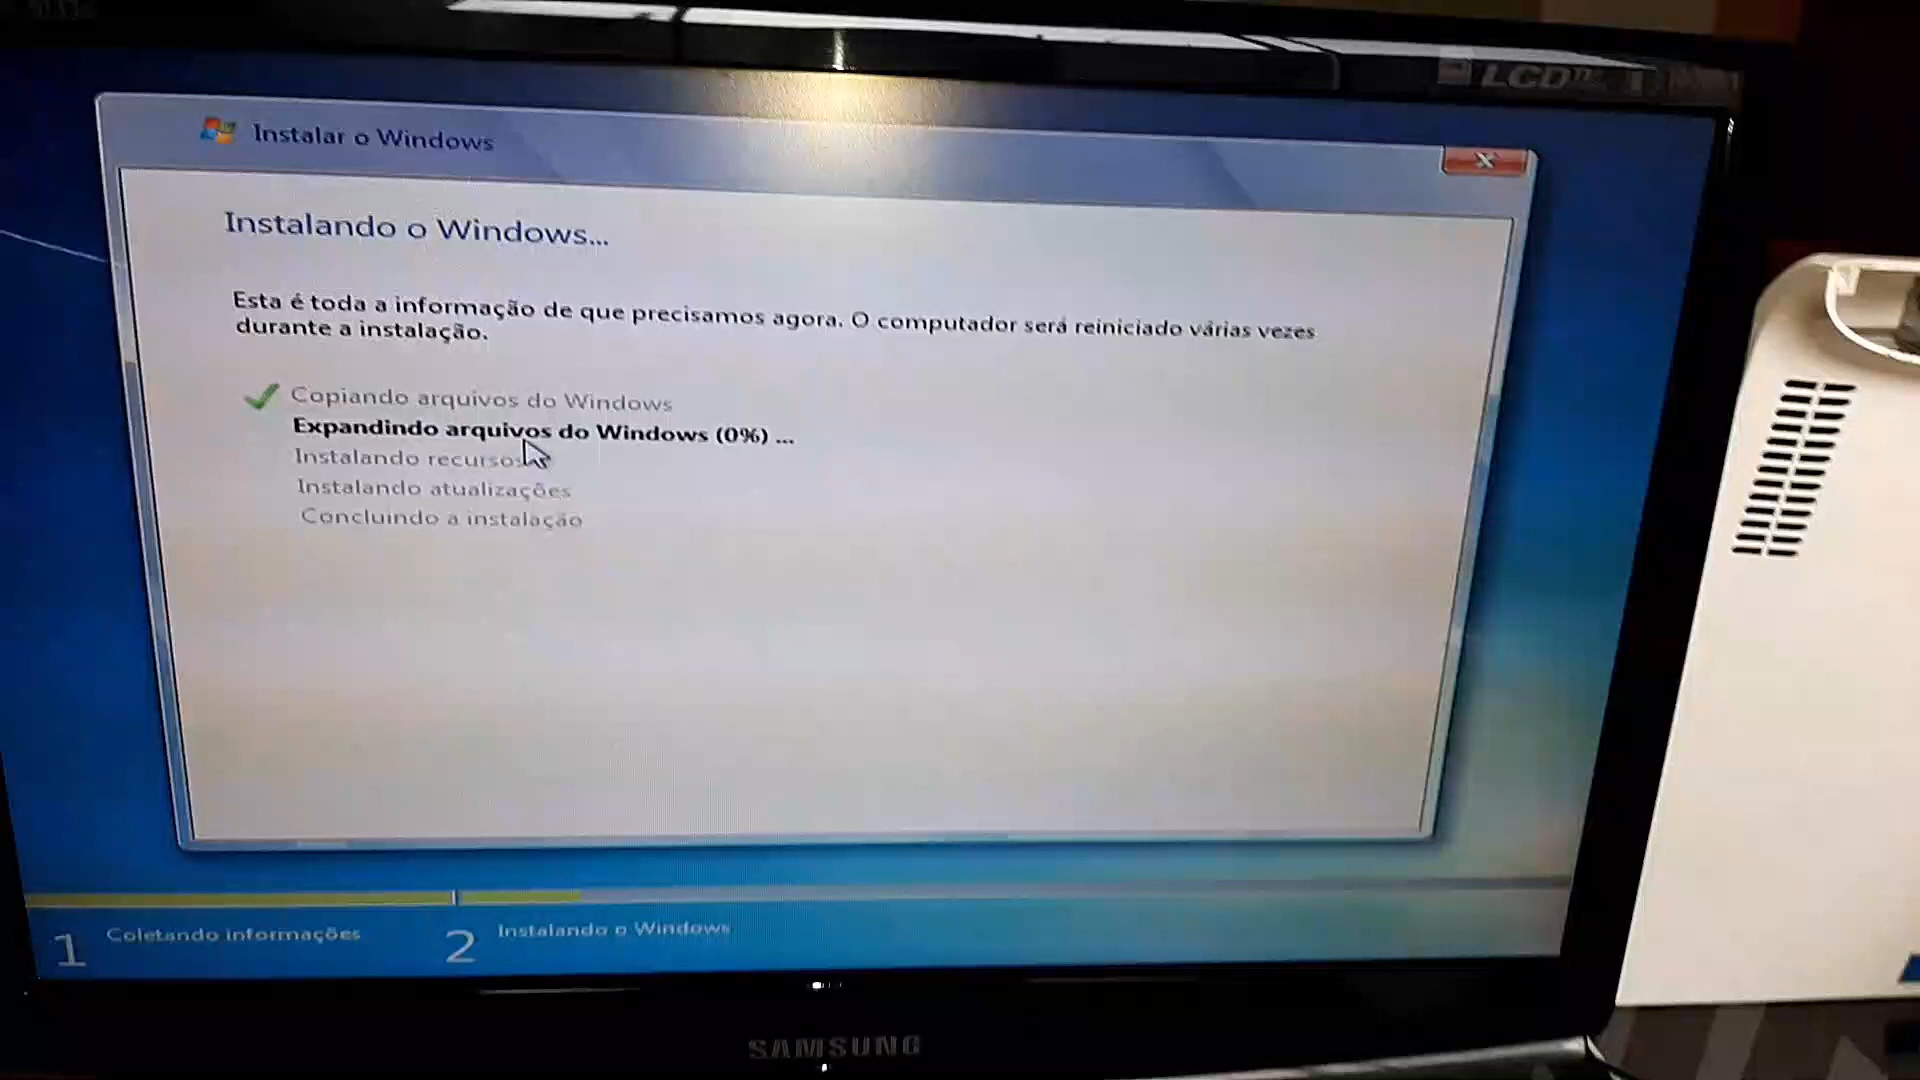 LCD
Instalar o Windows
Instalando o Windows...
Esta é toda a informação de que precisamos agora. O computador será reiniciado várias vezes
durante a instalação.
Copiando arquivos do Windows
Expandindo arquivos do Windows (0%) ...
Instalando recursos
Instalando atualizações
Concluindo a instalação
1 Coletando informações
2 Instalando o Windows
SAMSUNG